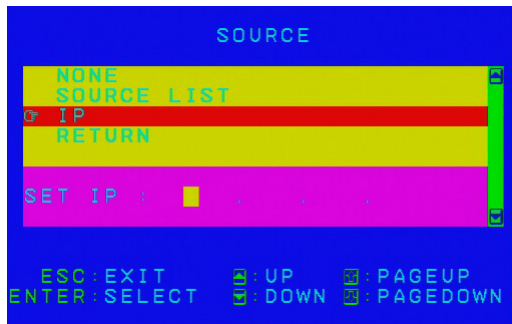 SOURCE
NONE
SOURCE LIST
IP
RETURN
SET IP : . . .
ESC:EXIT :UP :PAGEUP
ENTER:SELECT :DOWN :PAGEDOWN